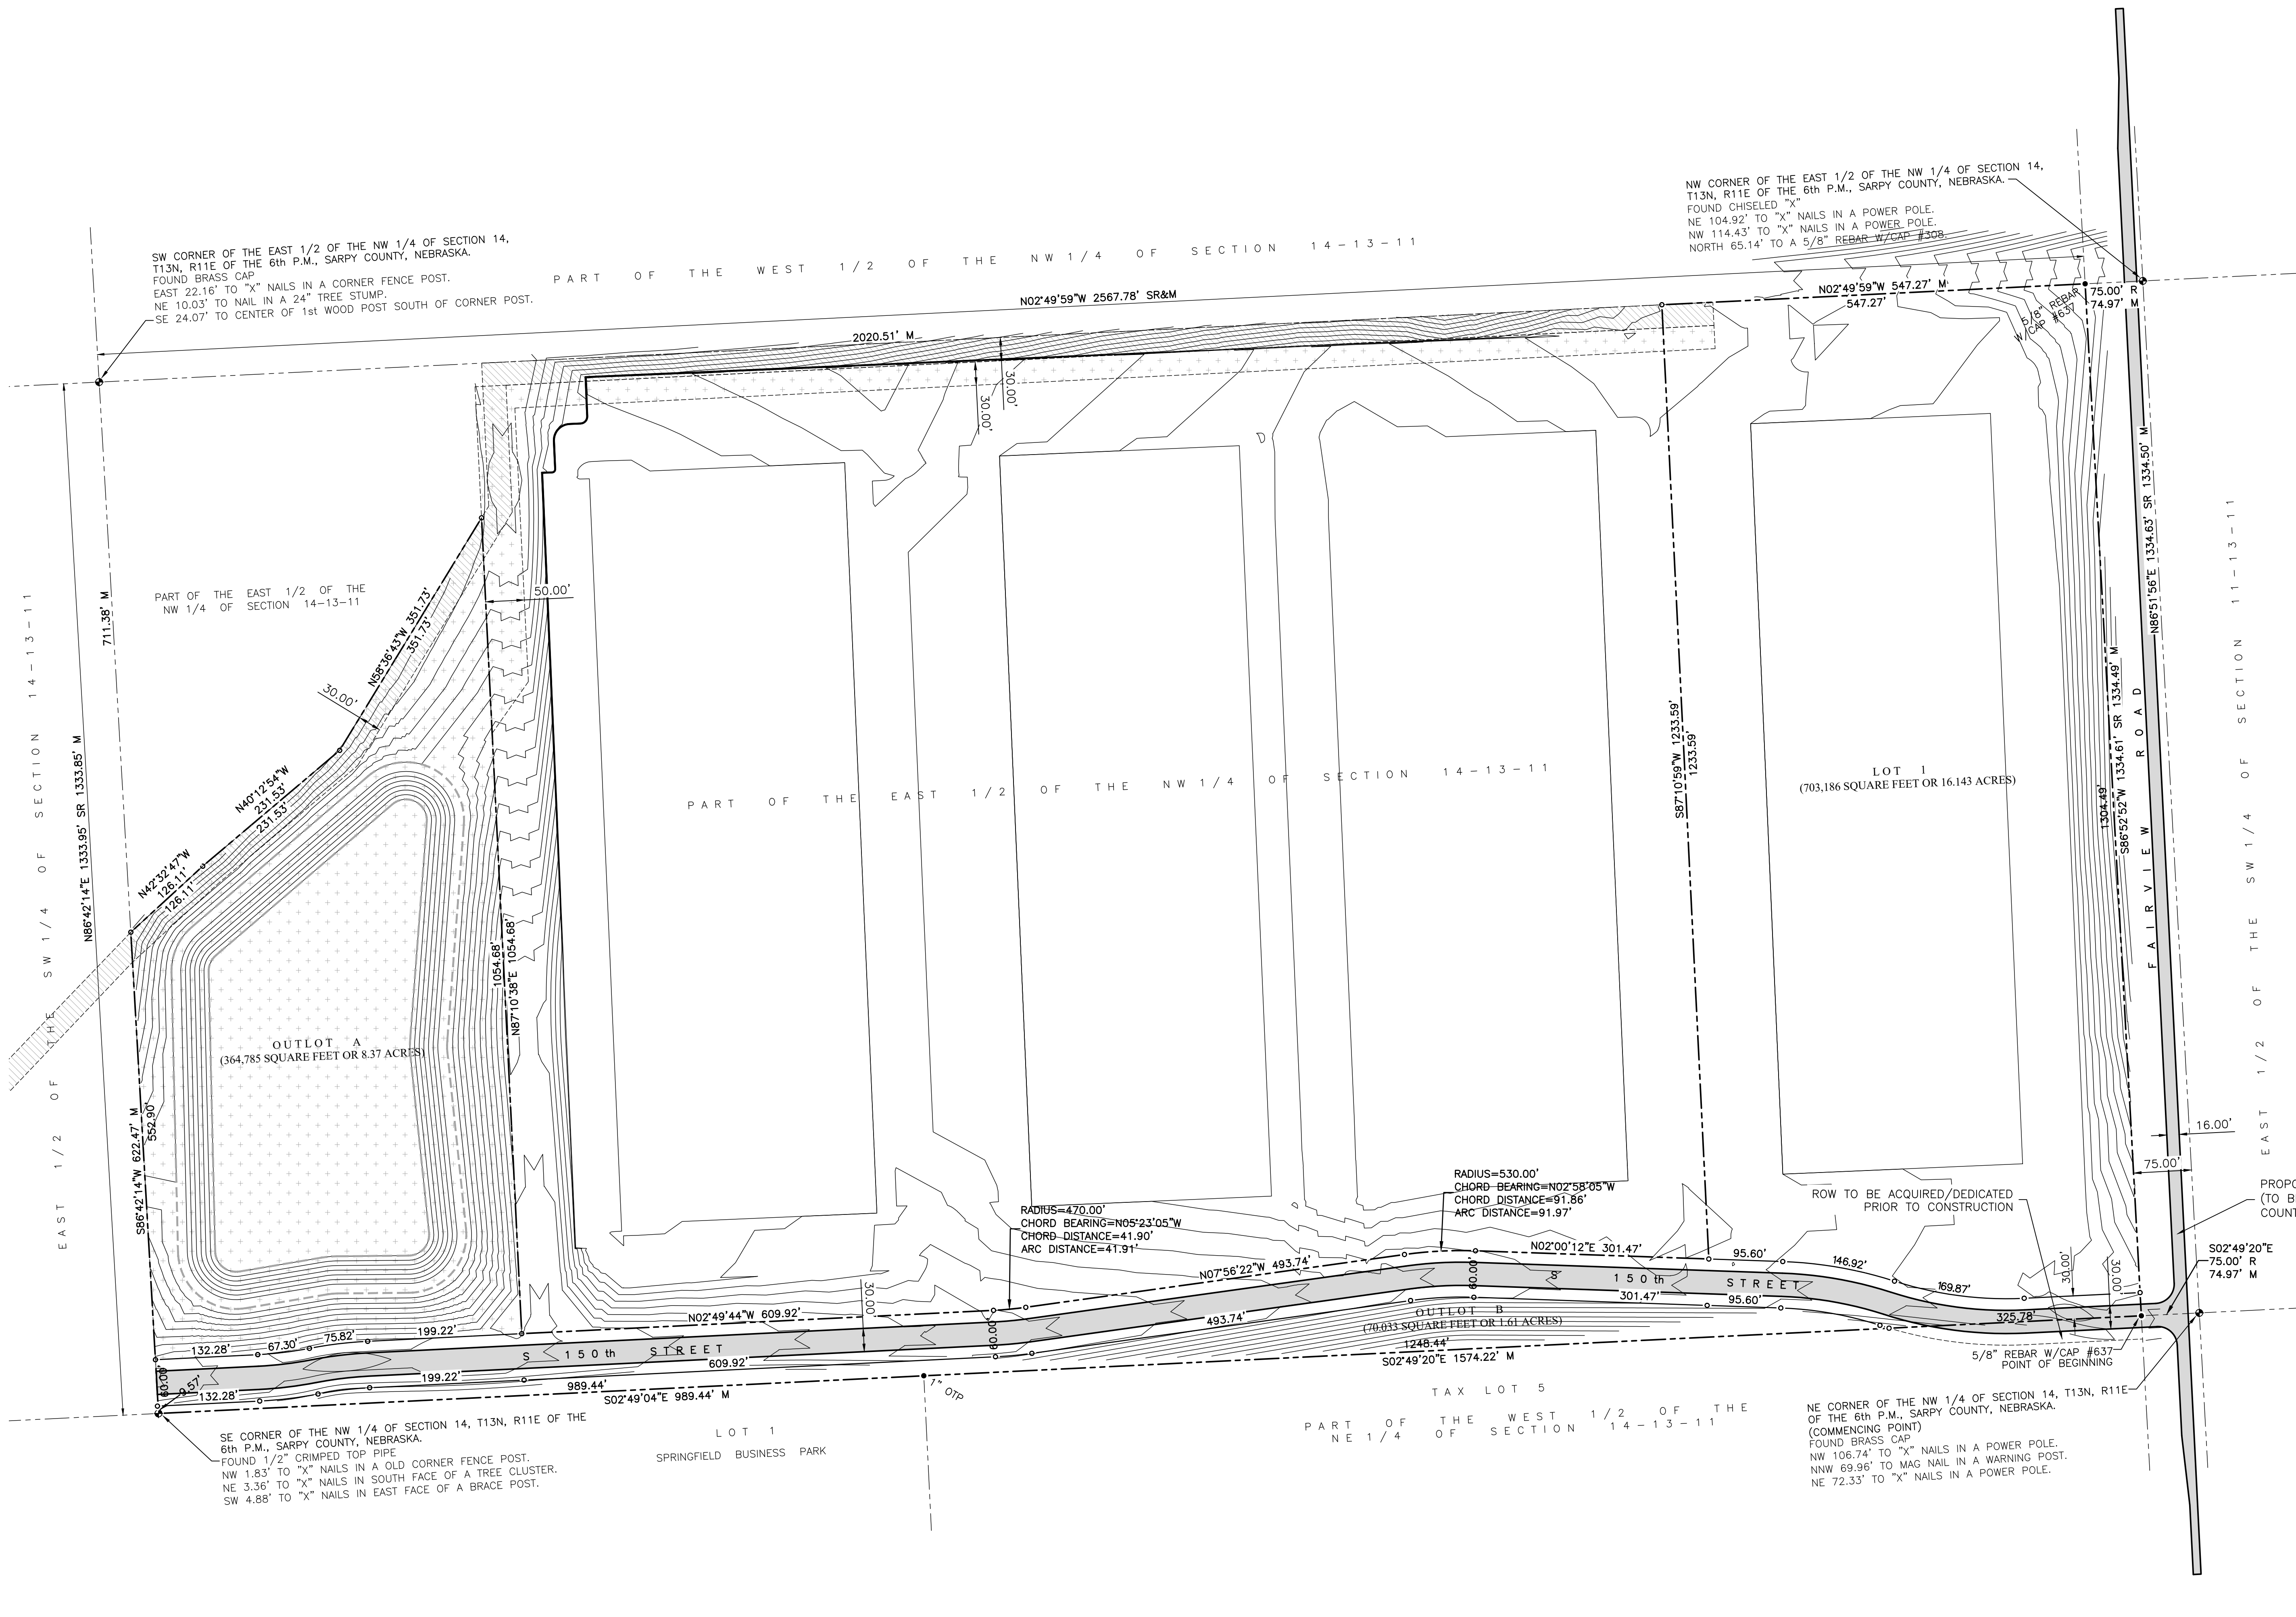 NW CORNER OF THE EAST 1/2 OF THE NW 1/4 OF SECTION 14,
T13N, R11E OF THE 6th P.M., SARPY COUNTY, NEBRASKA.
FOUND CHISELED "X"
NE 104.92' TO "X" NAILS IN A POWER POLE.
NW 114.43' TO "X" NAILS IN A POWER POLE.
NORTH 65.14' TO A 5/8" REBAR W/CAP #308.
SW CORNER OF THE EAST 1/2 OF THE NW 1/4 OF SECTION 14,
T13N, R11E OF THE 6th P.M., SARPY COUNTY, NEBRASKA.
FOUND BRASS CAP
EAST 22.16' TO "X" NAILS IN A CORNER FENCE POST.
NE 10.03' TO NAIL IN A 24" TREE STUMP.
SE 24.07' TO CENTER OF 1st WOOD POST SOUTH OF CORNER POST.
PART OF THE WEST 1/2 OF THE NW 1/4 OF SECTION 14-13-11
N02°49'59"W 2567.78' SR&M
2020.51' M
N02°49'59"W 547.27' M
547.27'
75.00' R
74.97' M
5/8" REBAR
W/CAP #637
30.00'
30.00'
PART OF THE EAST 1/2 OF THE
NW 1/4 OF SECTION 14-13-11
711.38' M
N86°42'14"E 1333.95' SR 1333.85' M
EAST 1/2 OF THE SW 1/4 OF SECTION 14-13-11
50.00'
N58°36'43"W 351.73'
351.73'
30.00'
N40°12'54"W
231.53'
231.53'
N42°32'47"W
126.11'
126.11'
PART OF THE EAST 1/2 OF THE NW 1/4 OF SECTION 14-13-11
S87°10'59"W 1233.59'
1233.59'
LOT 1
(703,186 SQUARE FEET OR 16.143 ACRES)
N86°51'56"E 1334.63' SR 1334.50' M
1304.49'
S86°52'52"W 1334.61' SR 1334.49' M
FAIRVIEW ROAD
EAST 1/2 OF THE SW 1/4 OF SECTION 11-13-11
1054.68'
N87°10'38"E 1054.68'
OUTLOT A
(364,785 SQUARE FEET OR 8.37 ACRES)
S86°42'14"W 622.47' M
552.90'
16.00'
75.00'
PROPO
(TO B
COUNT
ROW TO BE ACQUIRED/DEDICATED
PRIOR TO CONSTRUCTION
RADIUS=530.00'
CHORD BEARING=N02°58'05"W
CHORD DISTANCE=91.86'
ARC DISTANCE=91.97'
RADIUS=470.00'
CHORD BEARING=N05°23'05"W
CHORD DISTANCE=41.90'
ARC DISTANCE=41.91'
N02°00'12"E 301.47'
95.60'
146.92'
169.87'
30.00'
30.00'
S02°49'20"E
75.00' R
74.97' M
N07°56'22"W 493.74'
60.00'
S 150th STREET
301.47'
95.60'
325.78'
30.00'
N02°49'44"W 609.92'
60.00'
493.74'
OUTLOT B
(70.033 SQUARE FEET OR 1.61 ACRES)
1248.44'
S02°49'20"E 1574.22' M
5/8" REBAR W/CAP #637
POINT OF BEGINNING
132.28'
67.30'
75.82'
199.22'
S 150th STREET
609.92'
60.00'
9.57'
132.28'
199.22'
989.44'
S02°49'04"E 989.44' M
1" OTP
TAX LOT 5
PART OF THE WEST 1/2 OF THE
NE 1/4 OF SECTION 14-13-11
NE CORNER OF THE NW 1/4 OF SECTION 14, T13N, R11E
OF THE 6th P.M., SARPY COUNTY, NEBRASKA.
(COMMENCING POINT)
FOUND BRASS CAP
NW 106.74' TO "X" NAILS IN A POWER POLE.
NNW 69.96' TO MAG NAIL IN A WARNING POST.
NE 72.33' TO "X" NAILS IN A POWER POLE.
SE CORNER OF THE NW 1/4 OF SECTION 14, T13N, R11E OF THE
6th P.M., SARPY COUNTY, NEBRASKA.
FOUND 1/2" CRIMPED TOP PIPE
NW 1.83' TO "X" NAILS IN A OLD CORNER FENCE POST.
NE 3.36' TO "X" NAILS IN SOUTH FACE OF A TREE CLUSTER.
SW 4.88' TO "X" NAILS IN EAST FACE OF A BRACE POST.
LOT 1
SPRINGFIELD BUSINESS PARK